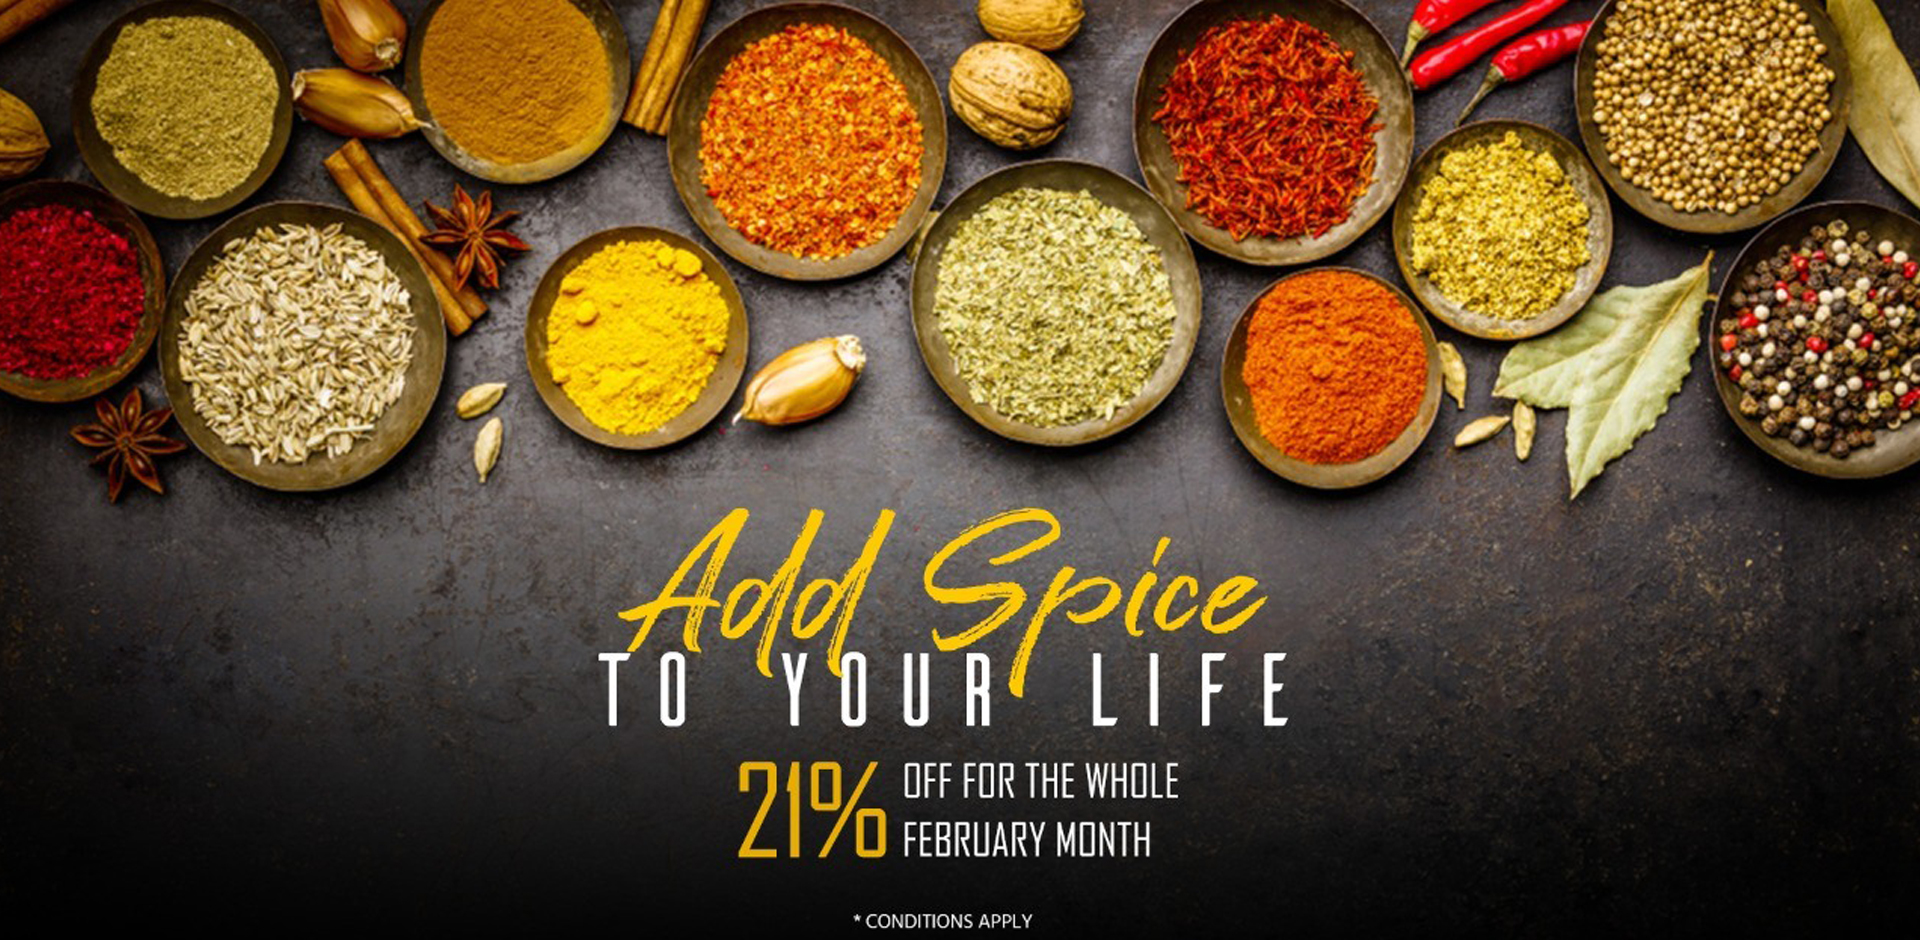 Add Spice
TO YOUR LIFE
21% OFF FOR THE WHOLE
FEBRUARY MONTH
* CONDITIONS APPLY